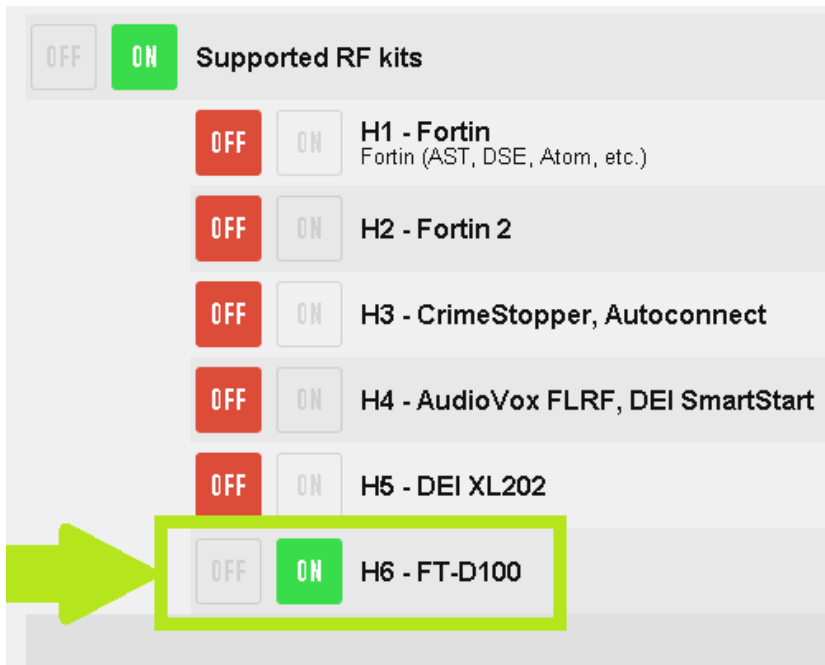 OFF ON Supported RF kits
OFF ON H1 - Fortin
Fortin (AST, DSE, Atom, etc.)
OFF ON H2 - Fortin 2
OFF ON H3 - CrimeStopper, Autoconnect
OFF ON H4 - AudioVox FLRF, DEI SmartStart
OFF ON H5 - DEI XL202
OFF ON H6 - FT-D100